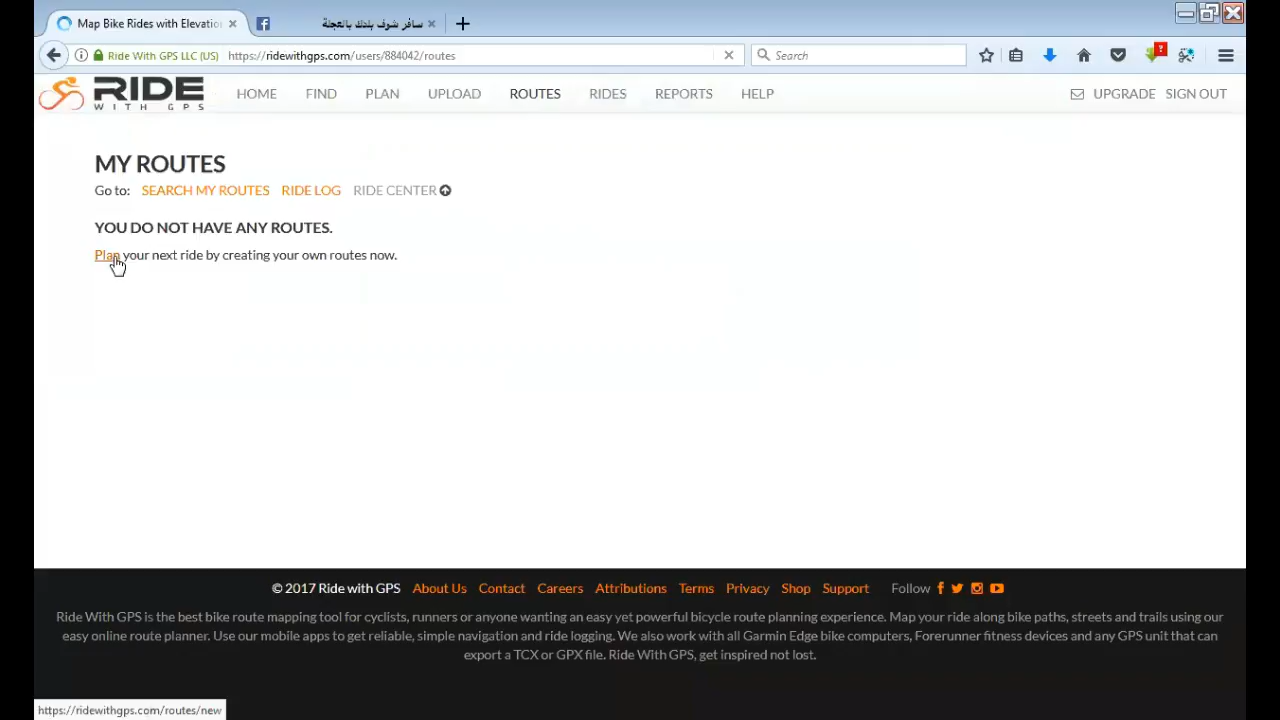 Map Bike Rides with Elevatio
سافر شوف بلدك بالعجلة
Ride With GPS LLC (US)
https://ridewithgps.com/users/884042/routes
Search
RIDE
WITH GPS
HOME
FIND
PLAN
UPLOAD
ROUTES
RIDES
REPORTS
HELP
UPGRADE
SIGN OUT
MY ROUTES
Go to: SEARCH MY ROUTES RIDE LOG RIDE CENTER
YOU DO NOT HAVE ANY ROUTES.
Plan your next ride by creating your own routes now.
© 2017 Ride with GPS About Us Contact Careers Attributions Terms Privacy Shop Support Follow
Ride With GPS is the best bike route mapping tool for cyclists, runners or anyone wanting an easy yet powerful bicycle route planning experience. Map your ride along bike paths, streets and trails using our
easy online route planner. Use our mobile apps to get reliable, simple navigation and ride logging. We also work with all Garmin Edge bike computers, Forerunner fitness devices and any GPS unit that can
export a TCX or GPX file. Ride With GPS, get inspired not lost.
https://ridewithgps.com/routes/new